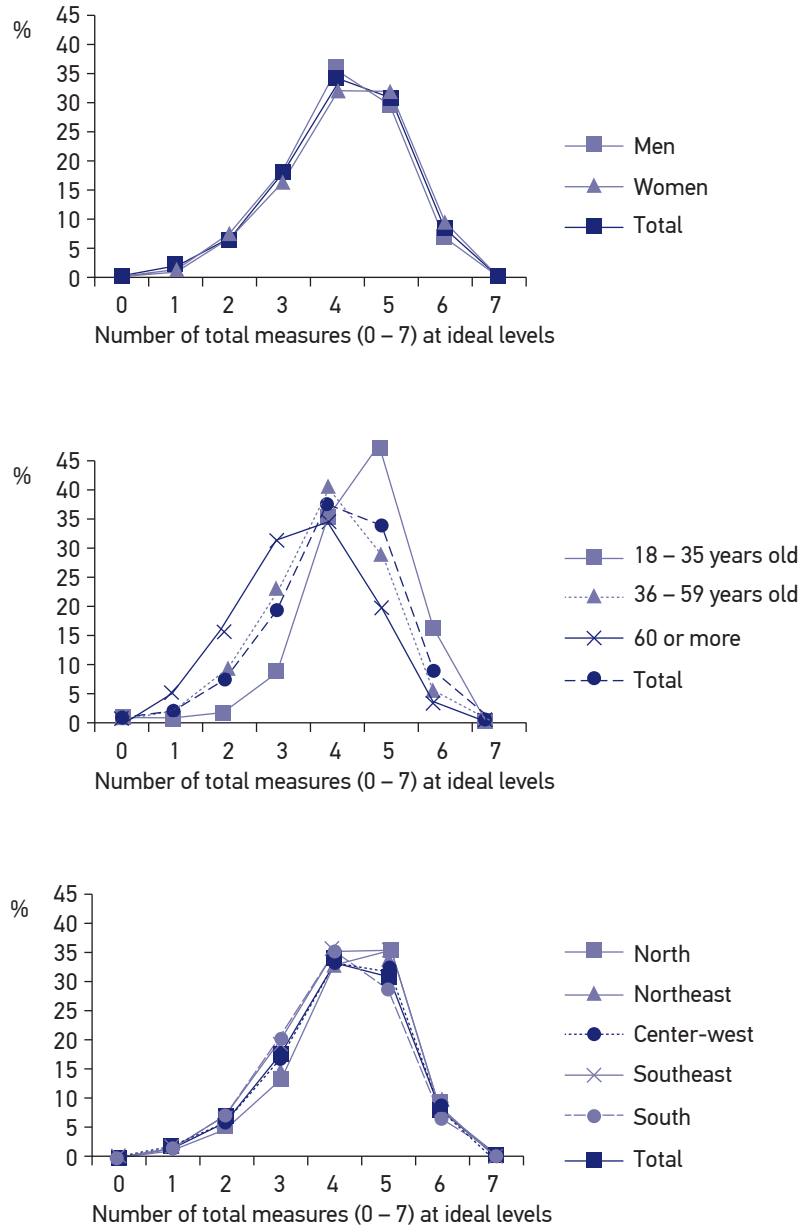 %
45
40
35
30
25
20
15
10
5
0
0 1 2 3 4 5 6 7
Number of total measures (0 – 7) at ideal levels
Men
Women
Total
%
45
40
35
30
25
20
15
10
5
0
0 1 2 3 4 5 6 7
Number of total measures (0 – 7) at ideal levels
18 – 35 years old
36 – 59 years old
60 or more
Total
%
45
40
35
30
25
20
15
10
5
0
0 1 2 3 4 5 6 7
Number of total measures (0 – 7) at ideal levels
North
Northeast
Center-west
Southeast
South
Total